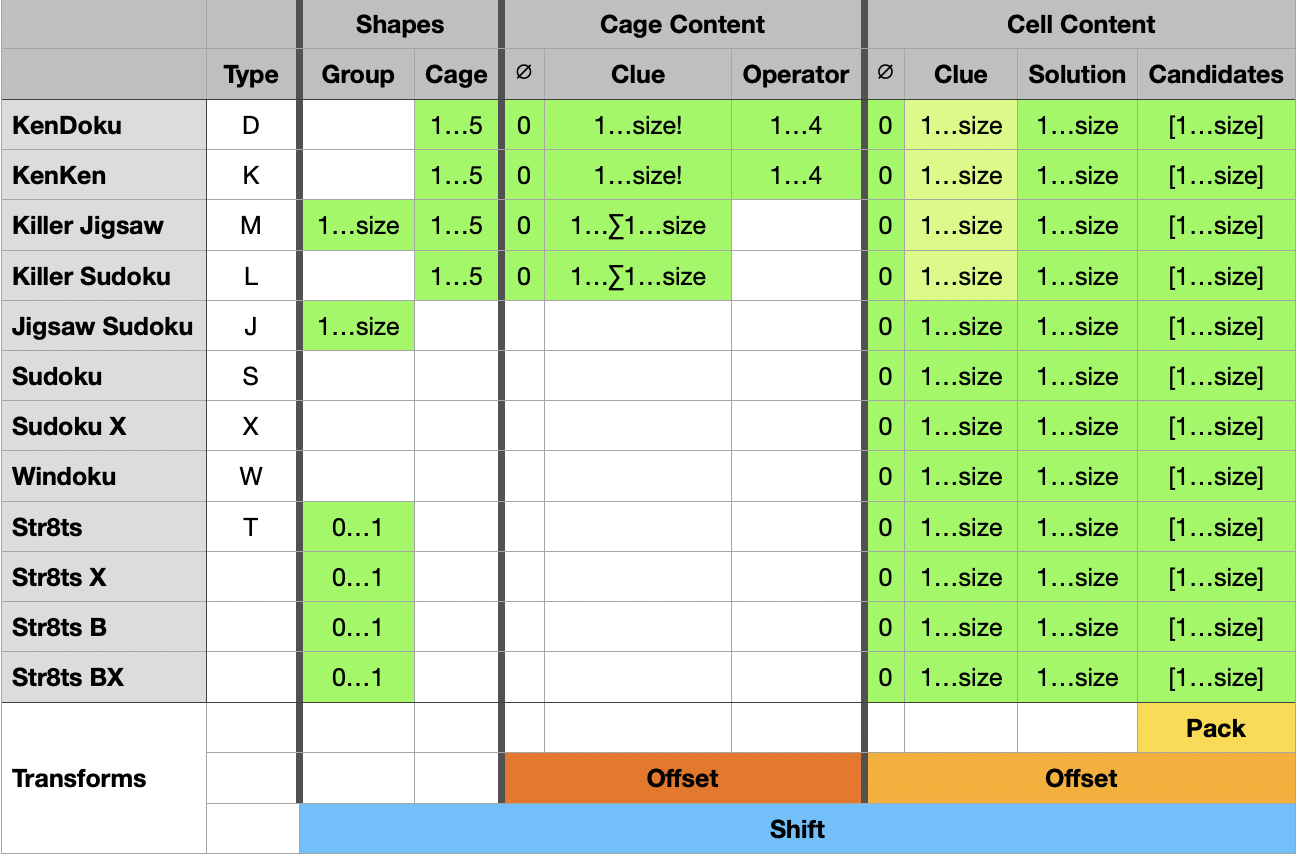 Shapes Cage Content Cell Content
Type Group Cage ∅ Clue Operator ∅ Clue Solution Candidates
KenDoku D 1…5 0 1…size! 1…4 0 1…size 1…size [1…size]
KenKen K 1…5 0 1…size! 1…4 0 1…size 1…size [1…size]
Killer Jigsaw M 1…size 1…5 0 1…∑1…size 0 1…size 1…size [1…size]
Killer Sudoku L 1…5 0 1…∑1…size 0 1…size 1…size [1…size]
Jigsaw Sudoku J 1…size 0 1…size 1…size [1…size]
Sudoku S 0 1…size 1…size [1…size]
Sudoku X X 0 1…size 1…size [1…size]
Windoku W 0 1…size 1…size [1…size]
Str8ts T 0…1 0 1…size 1…size [1…size]
Str8ts X 0…1 0 1…size 1…size [1…size]
Str8ts B 0…1 0 1…size 1…size [1…size]
Str8ts BX 0…1 0 1…size 1…size [1…size]
Pack
Transforms Offset Offset
Shift